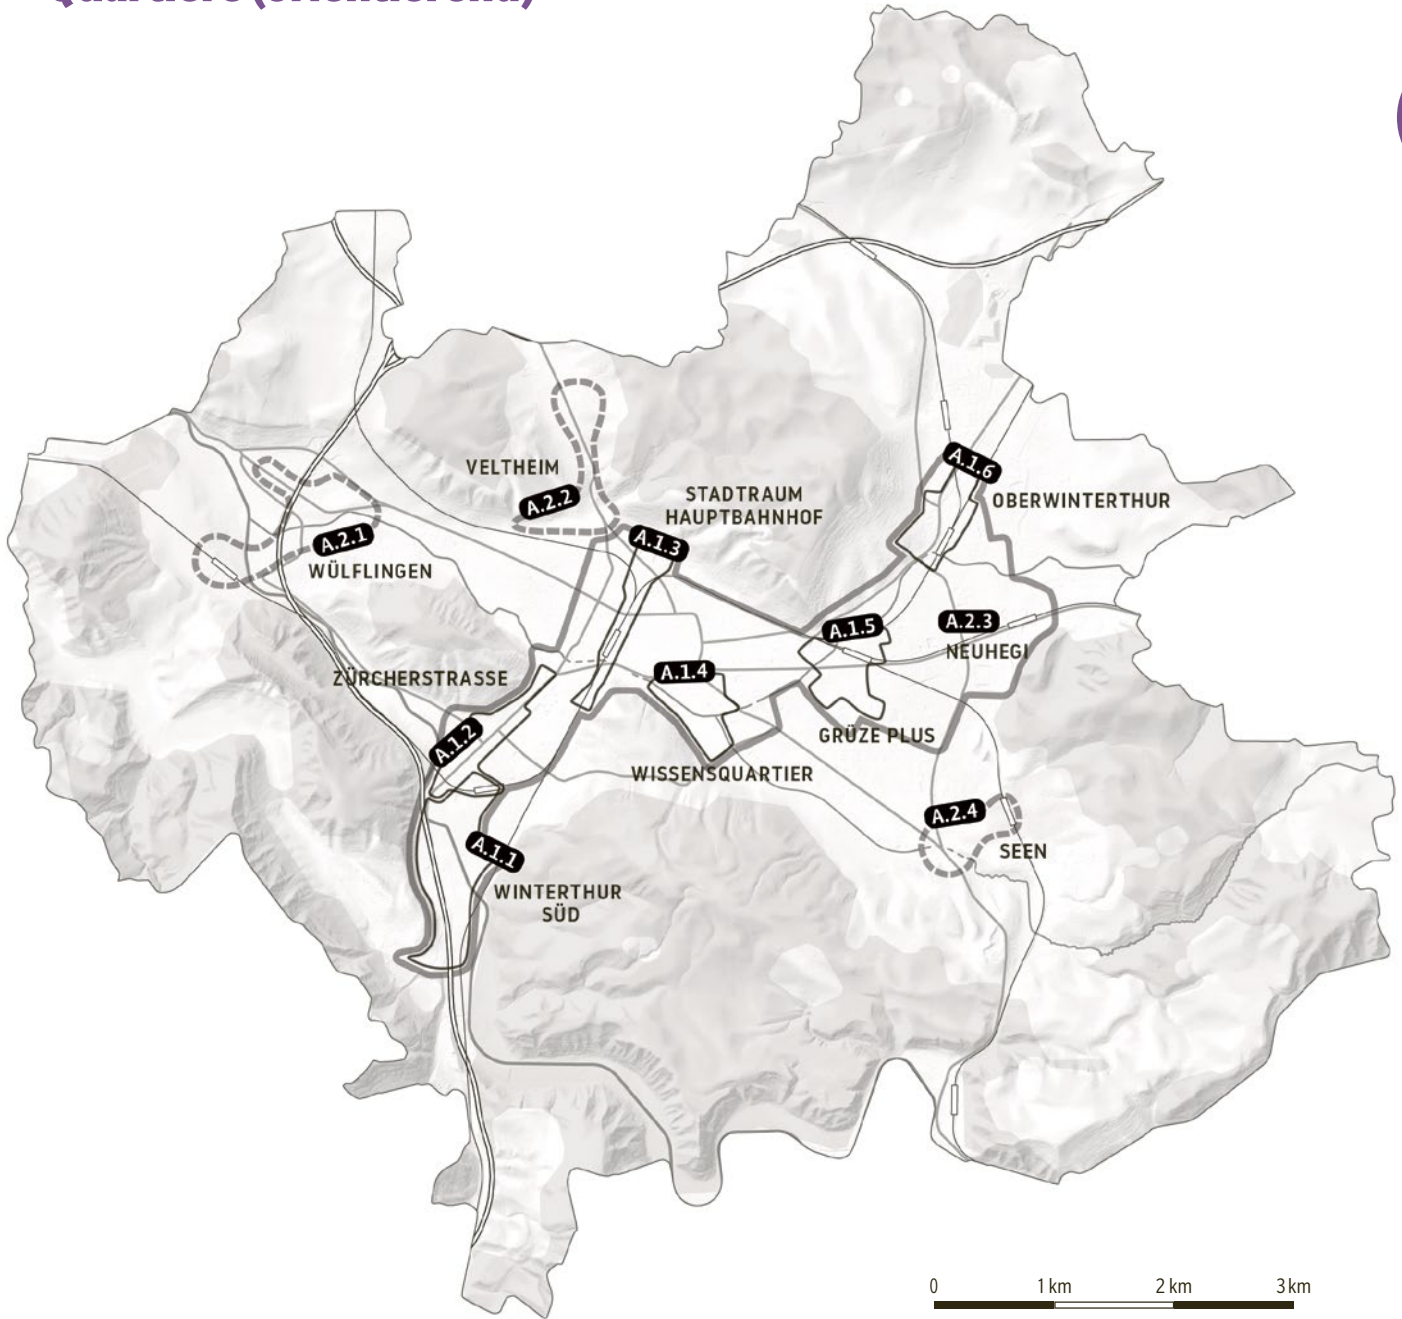 Quartiere (orientierend)
A.1.6
VELTHEIM
A.2.2
STADTRAUM
HAUPTBAHNHOF
OBERWINTERTHUR
A.2.1
A.1.3
WÜLFLINGEN
A.1.5
A.2.3
NEUHEGI
ZÜRCHERSTRASSE
A.1.4
A.1.2
GRÜZE PLUS
WISSENSQUARTIER
A.2.4
A.1.1
SEEN
WINTERTHUR
SÜD
0 1 km 2 km 3 km